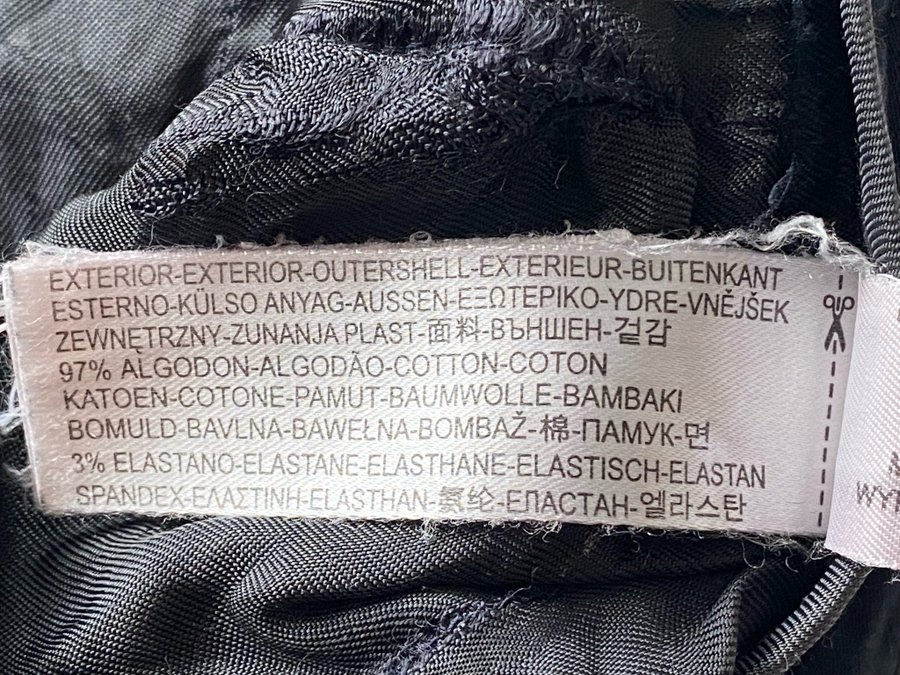 EXTERIOR-EXTERIOR-OUTERSHELL-EXTERIEUR-BUITENKANT
ESTERNO-KÜLSO ANYAG-AUSSEN-ΕΞΩΤΕΡΙΚΟ-YDRE-VNĚJŠEK
ZEWNĘTRZNY-ZUNANJA PLAST-面料-ВЪНШЕН-겉감
97% ALGODON-ALGODÃO-COTTON-COTON
KATOEN-COTONE-PAMUT-BAUMWOLLE-BAMBAKI
BOMULD-BAVLNA-BAWEŁNA-BOMBAŽ-棉-ПАМУК-면
3% ELASTANO-ELASTANE-ELASTHANE-ELASTISCH-ELASTAN
SPANDEX-ΕΛΑΣΤΙΝΗ-ELASTHAN-氨纶-ЕПАСТАН-엘라스탄